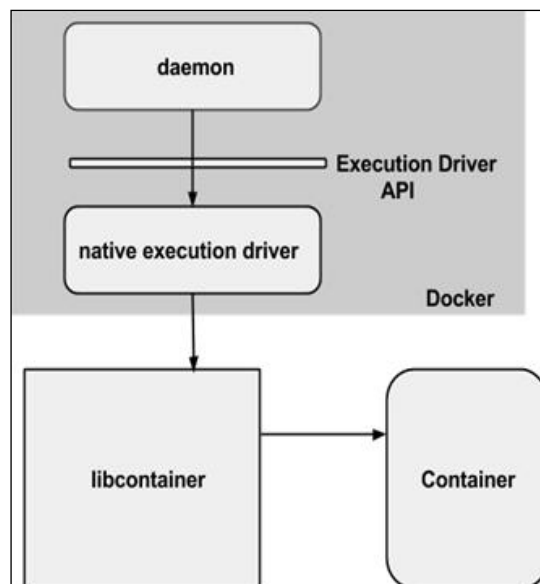 daemon
Execution Driver
API
native execution driver
Docker
libcontainer
Container